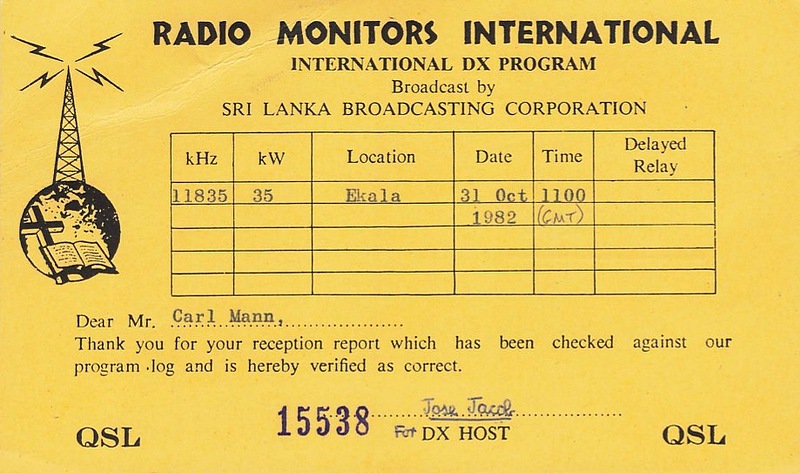 RADIO MONITORS INTERNATIONAL
INTERNATIONAL DX PROGRAM
Broadcast by
SRI LANKA BROADCASTING CORPORATION
kHz kW Location Date Time Delayed Relay
11835 35 Ekala 31 Oct 1100
1982 (GMT)
Dear Mr. Carl Mann,
Thank you for your reception report which has been checked against our
program log and is hereby verified as correct.
15538 Jose Jacob
QSL For DX HOST QSL